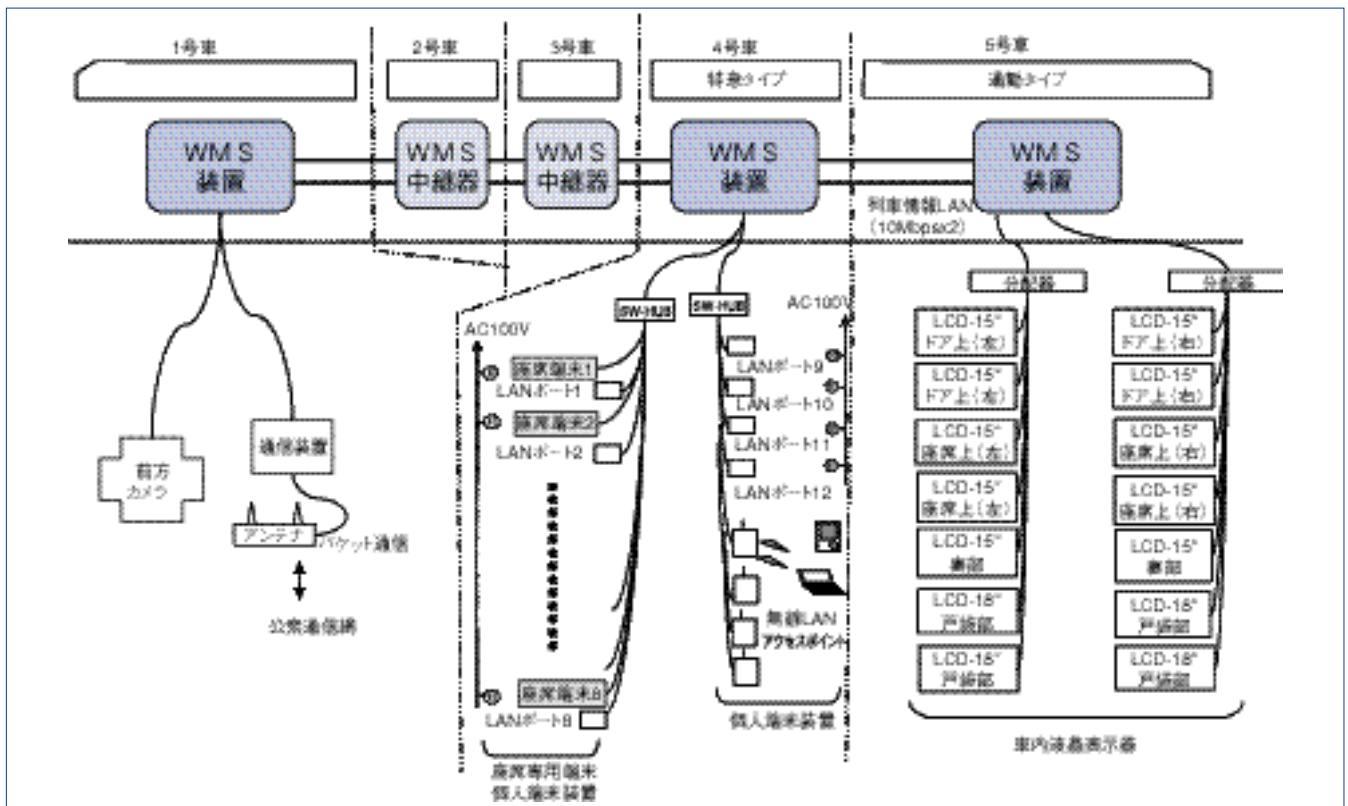 1号車
2号車
3号車
4号車
5号車
特急タイプ
通勤タイプ
WMS
装置
WMS
中継器
WMS
中継器
WMS
装置
WMS
装置
列車情報LAN
(10Mbpsx2)
前方
カメラ
通信装置
アンテナ
パケット通信
公衆通信網
SW-HUB
SW-HUB
AC100V
座席端末1
LANポート1
座席端末2
LANポート2
座席端末8
LANポート8
座席専用端末
個人端末装置
AC100V
LANポート9
LANポート10
LANポート11
LANポート12
無線LAN
アクセスポイント
個人端末装置
分配器
分配器
LCD-15"
ドア上(左)
LCD-15"
ドア上(左)
LCD-15"
座席上(左)
LCD-15"
座席上(左)
LCD-15"
妻部
LCD-18"
戸袋部
LCD-18"
戸袋部
LCD-15"
ドア上(右)
LCD-15"
ドア上(右)
LCD-15"
座席上(右)
LCD-15"
座席上(右)
LCD-15"
妻部
LCD-18"
戸袋部
LCD-18"
戸袋部
車内液晶表示器